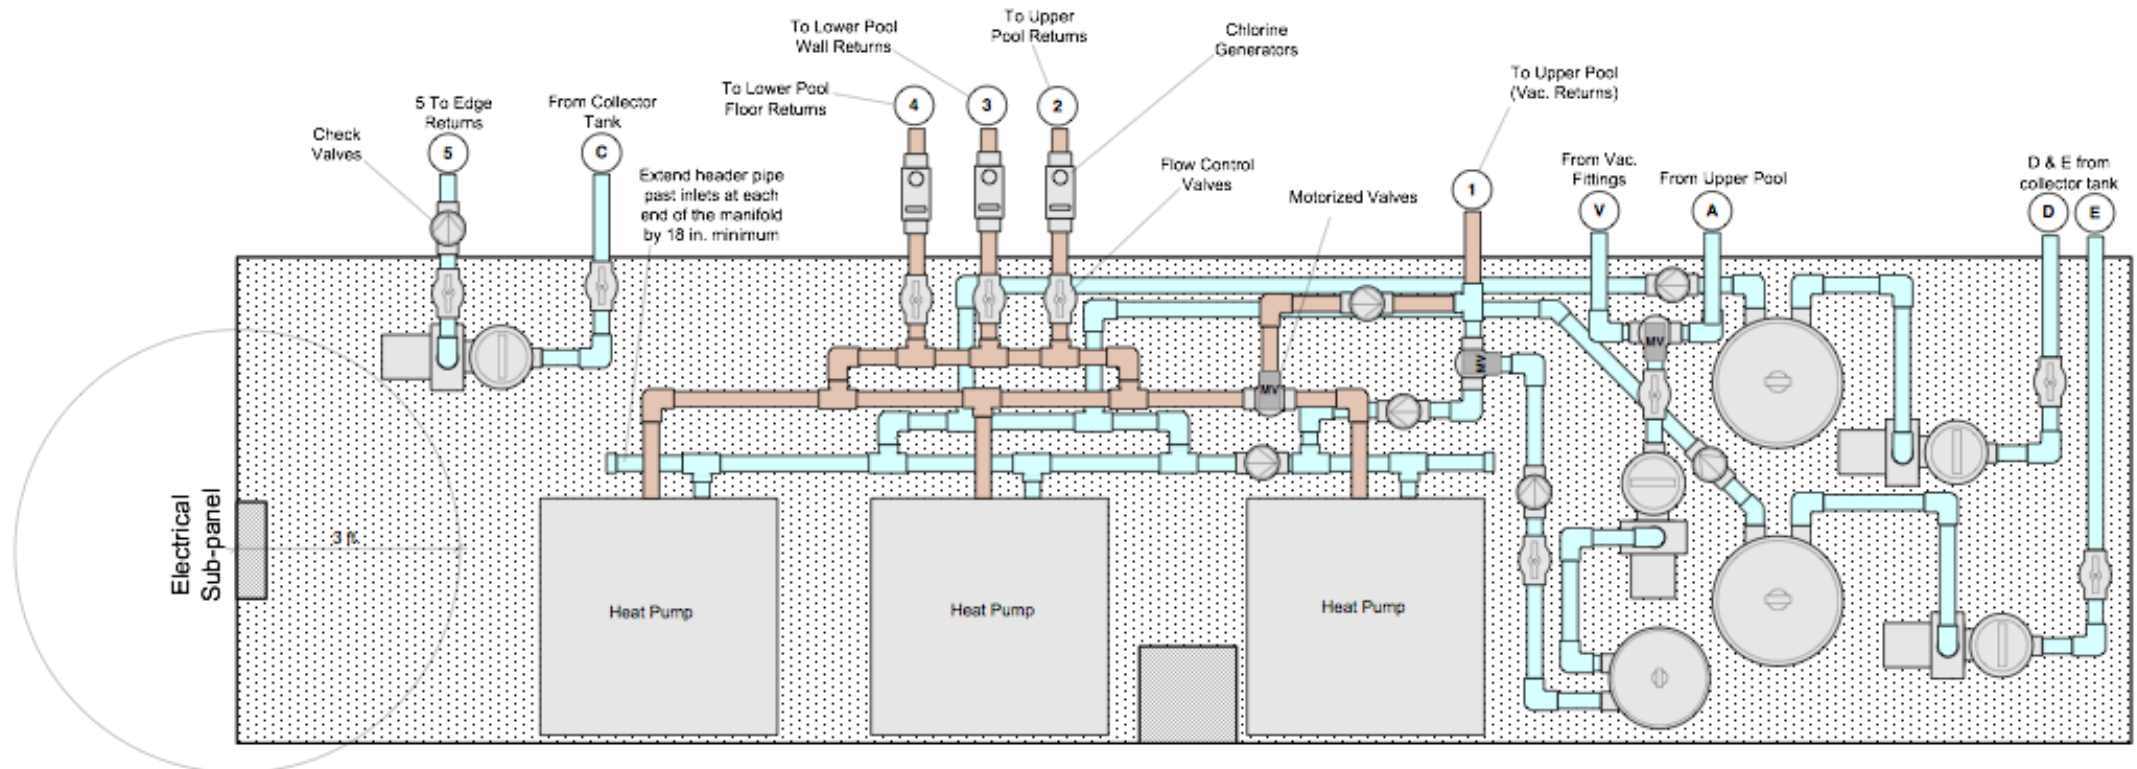 To Upper
Pool Returns
To Lower Pool
Wall Returns
Chlorine
Generators
To Lower Pool
Floor Returns
To Upper Pool
(Vac. Returns)
5 To Edge
Returns
From Collector
Tank
Check
Valves
4
3
2
5
C
Extend header pipe
past inlets at each
end of the manifold
by 18 in. minimum
Flow Control
Valves
Motorized Valves
1
From Vac.
Fittings
From Upper Pool
D & E from
collector tank
V
A
D
E
MV
MV
MV
Electrical
Sub-panel
3 ft.
Heat Pump
Heat Pump
Heat Pump